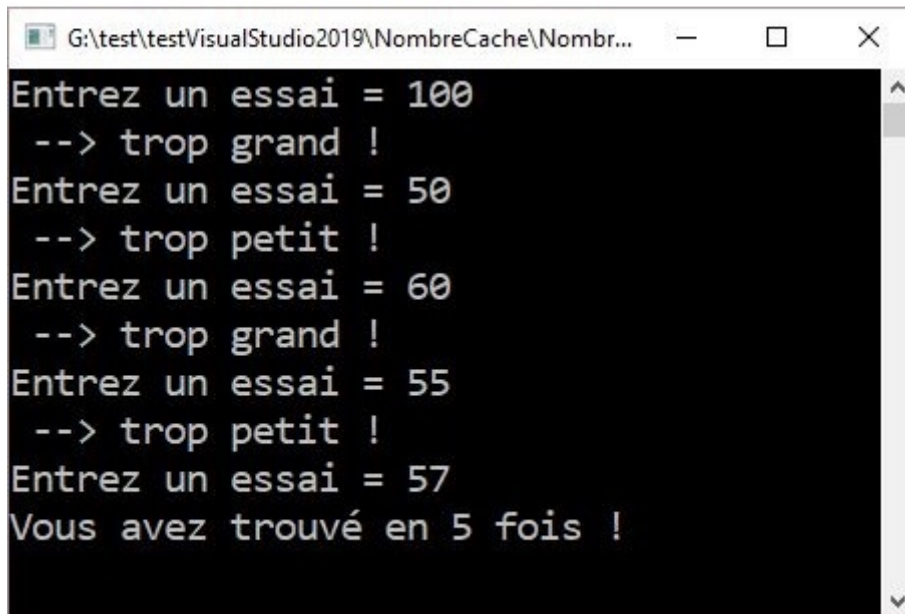 G:\test\testVisualStudio2019\NombreCache\Nombr...
Entrez un essai = 100
--> trop grand !
Entrez un essai = 50
--> trop petit !
Entrez un essai = 60
--> trop grand !
Entrez un essai = 55
--> trop petit !
Entrez un essai = 57
Vous avez trouvé en 5 fois !